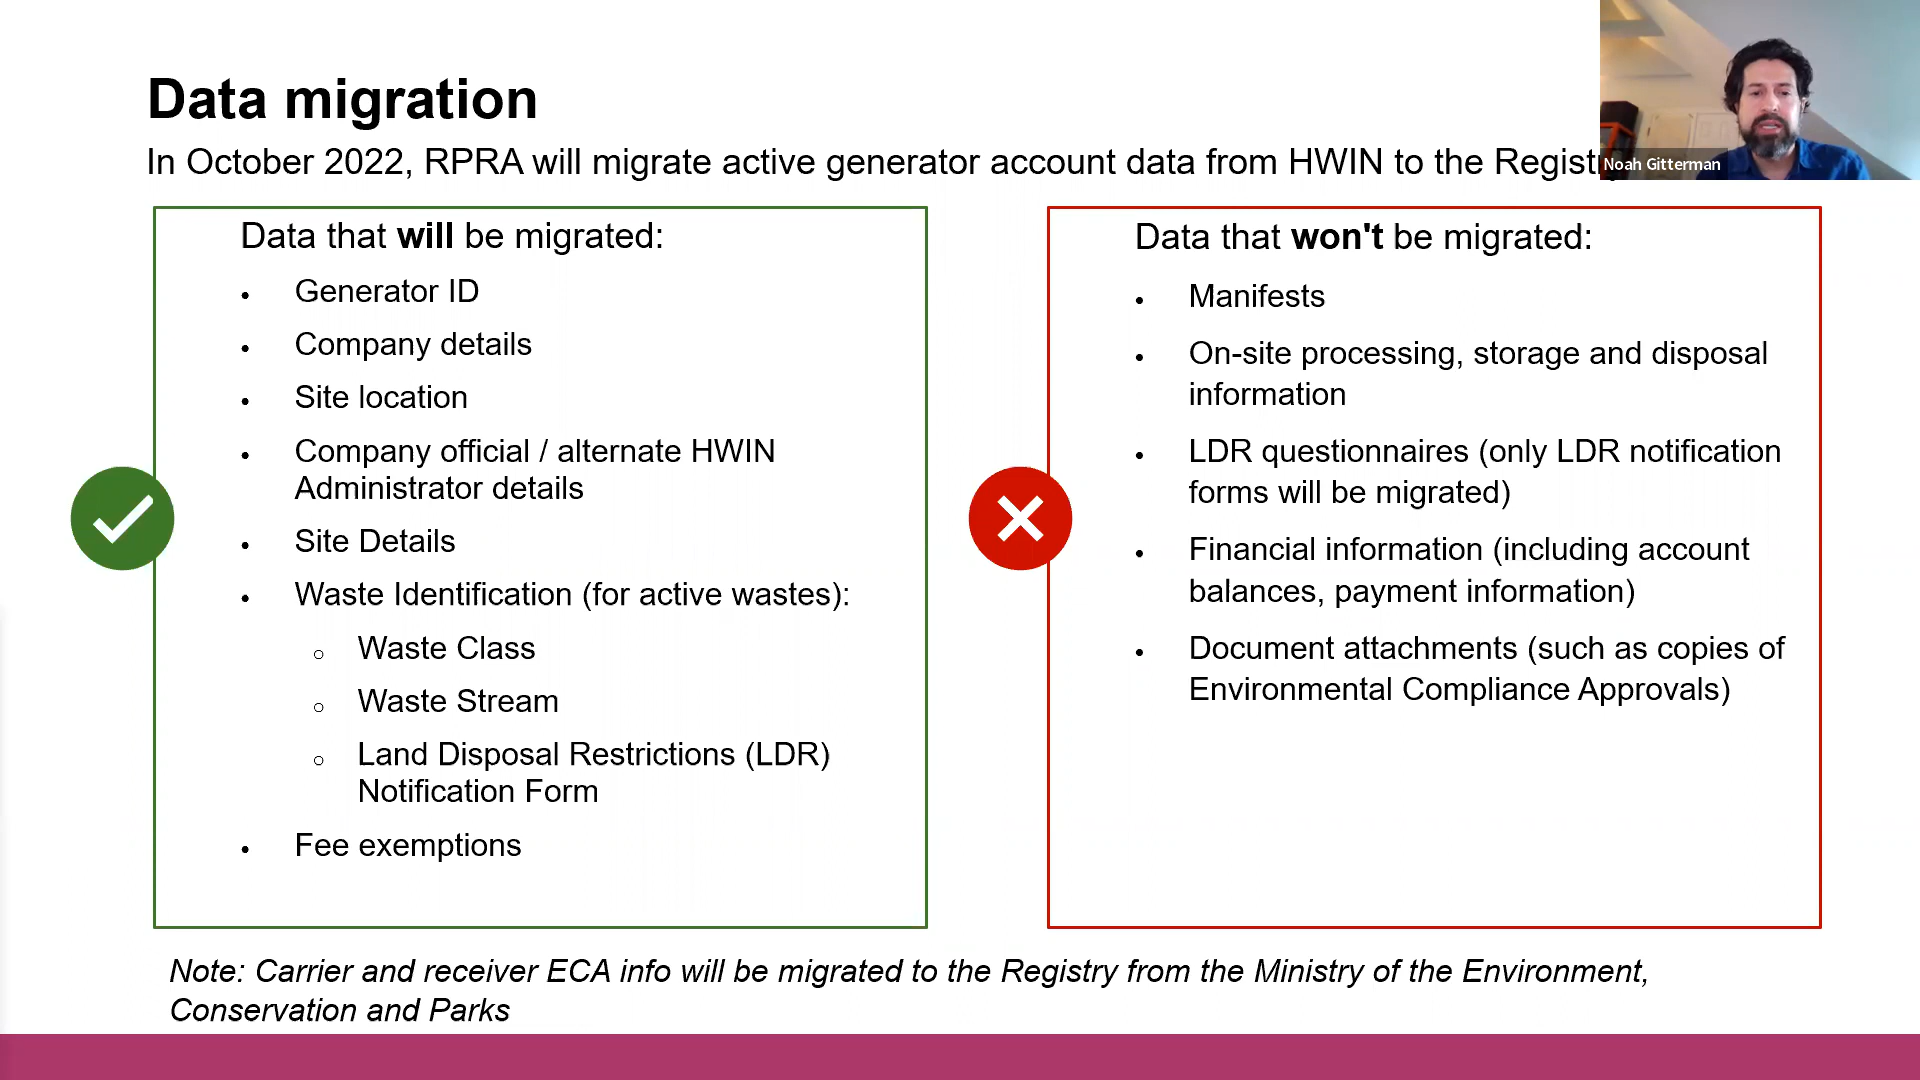 Data migration
In October 2022, RPRA will migrate active generator account data from HWIN to the Registry
Noah Gitterman
Data that will be migrated:
• Generator ID
• Company details
• Site location
• Company official / alternate HWIN
Administrator details
• Site Details
• Waste Identification (for active wastes):
o Waste Class
o Waste Stream
o Land Disposal Restrictions (LDR)
Notification Form
• Fee exemptions
Data that won't be migrated:
• Manifests
• On-site processing, storage and disposal
information
• LDR questionnaires (only LDR notification
forms will be migrated)
• Financial information (including account
balances, payment information)
• Document attachments (such as copies of
Environmental Compliance Approvals)
Note: Carrier and receiver ECA info will be migrated to the Registry from the Ministry of the Environment,
Conservation and Parks